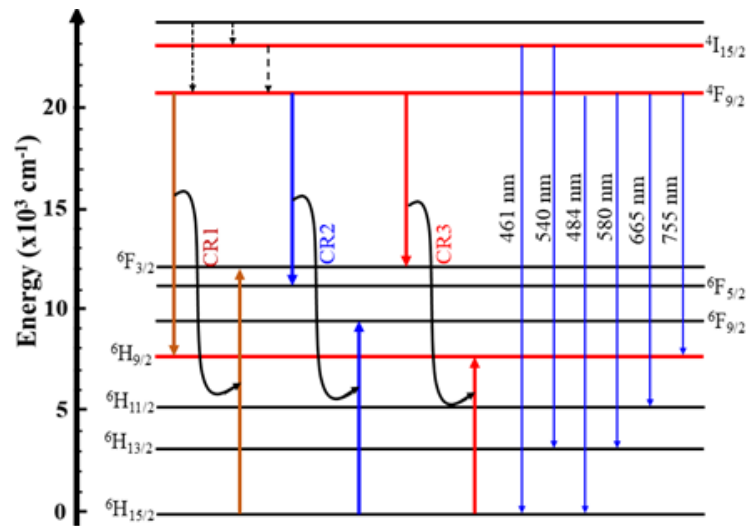 Energy (x10³ cm⁻¹)
20
15
10
5
0
⁴I₁₅/₂
⁴F₉/₂
⁶F₃/₂
⁶F₅/₂
⁶F₉/₂
⁶H₉/₂
⁶H₁₁/₂
⁶H₁₃/₂
⁶H₁₅/₂
CR1
CR2
CR3
461 nm
540 nm
484 nm
580 nm
665 nm
755 nm